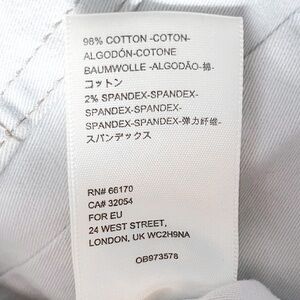 98% COTTON -COTON-
ALGODÓN-COTONE
BAUMWOLLE -ALGODÃO-棉-
コットン
2% SPANDEX-SPANDEX-
SPANDEX-SPANDEX-
SPANDEX-SPANDEX-弹力纤维-
スパンデックス
RN# 66170
CA# 32054
FOR EU
24 WEST STREET,
LONDON, UK WC2H9NA
OB973578